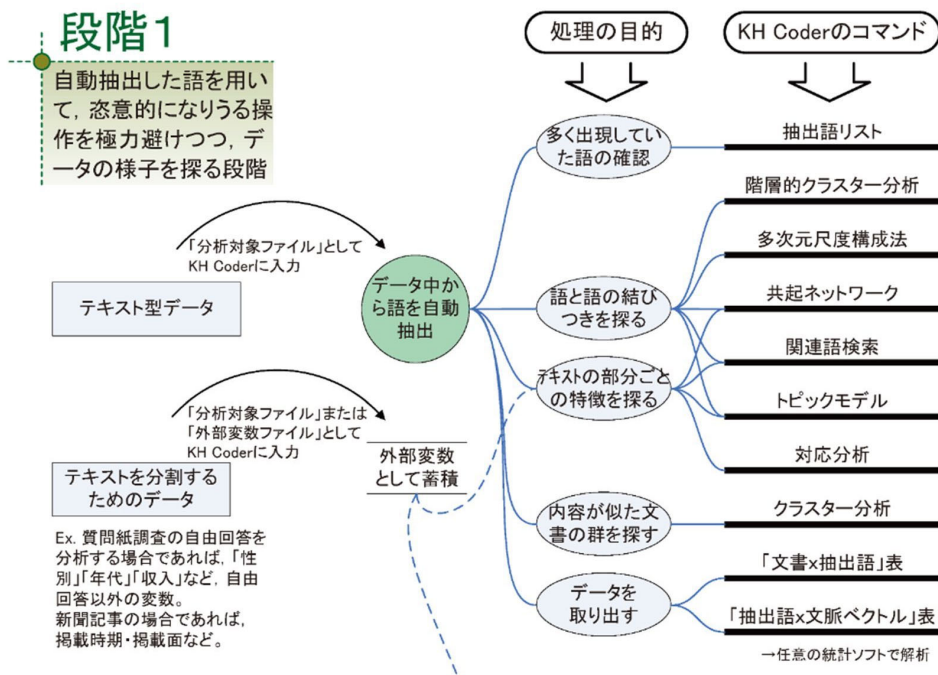 段階1
自動抽出した語を用い
て，恣意的になりうる操
作を極力避けつつ，デ
ータの様子を探る段階
処理の目的
KH Coderのコマンド
「分析対象ファイル」として
KH Coderに入力
テキスト型データ
「分析対象ファイル」または
「外部変数ファイル」として
KH Coderに入力
テキストを分割する
ためのデータ
Ex. 質問紙調査の自由回答を
分析する場合であれば，「性
別」「年代」「収入」など，自由
回答以外の変数。
新聞記事の場合であれば，
掲載時期・掲載面など。
データ中か
ら語を自動
抽出
外部変数
として蓄積
多く出現してい
た語の確認
語と語の結び
つきを探る
テキストの部分ごと
の特徴を探る
内容が似た文
書の群を探す
データを
取り出す
抽出語リスト
階層的クラスター分析
多次元尺度構成法
共起ネットワーク
関連語検索
トピックモデル
対応分析
クラスター分析
「文書x抽出語」表
「抽出語x文脈ベクトル」表
→任意の統計ソフトで解析